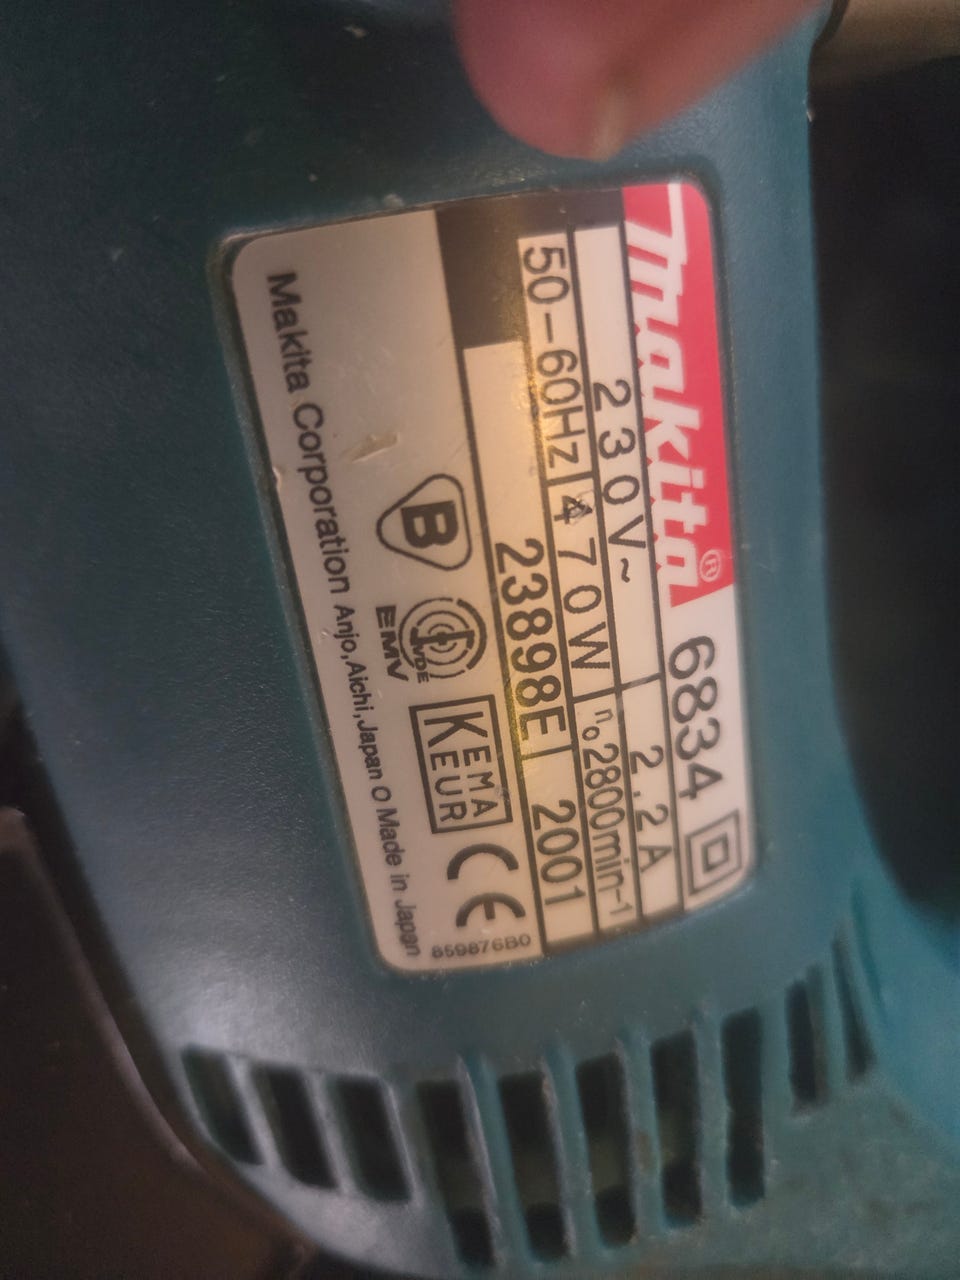 makita® 6834
230V~ 2.2A
50-60Hz 470W n₀2800min-1
23898E 2001
B VDE EMV KEMA KEUR CE
859876B0
Makita Corporation Anjo,Aichi,Japan O Made in Japan